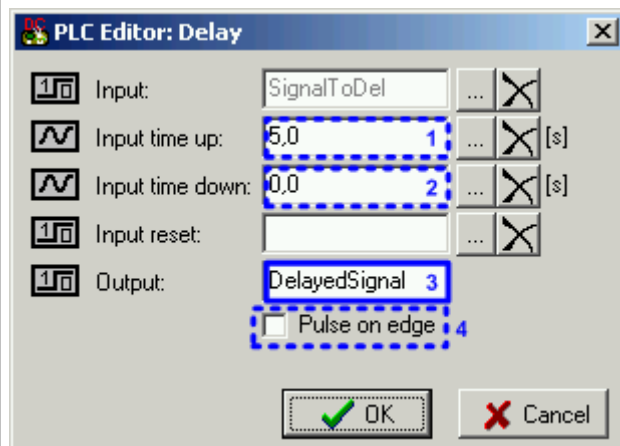 PLC Editor: Delay
Input: SignalToDel ...
Input time up: 5,0 1 ... [s]
Input time down: 0,0 2 ... [s]
Input reset: ...
Output: DelayedSignal 3
Pulse on edge 4
OK Cancel